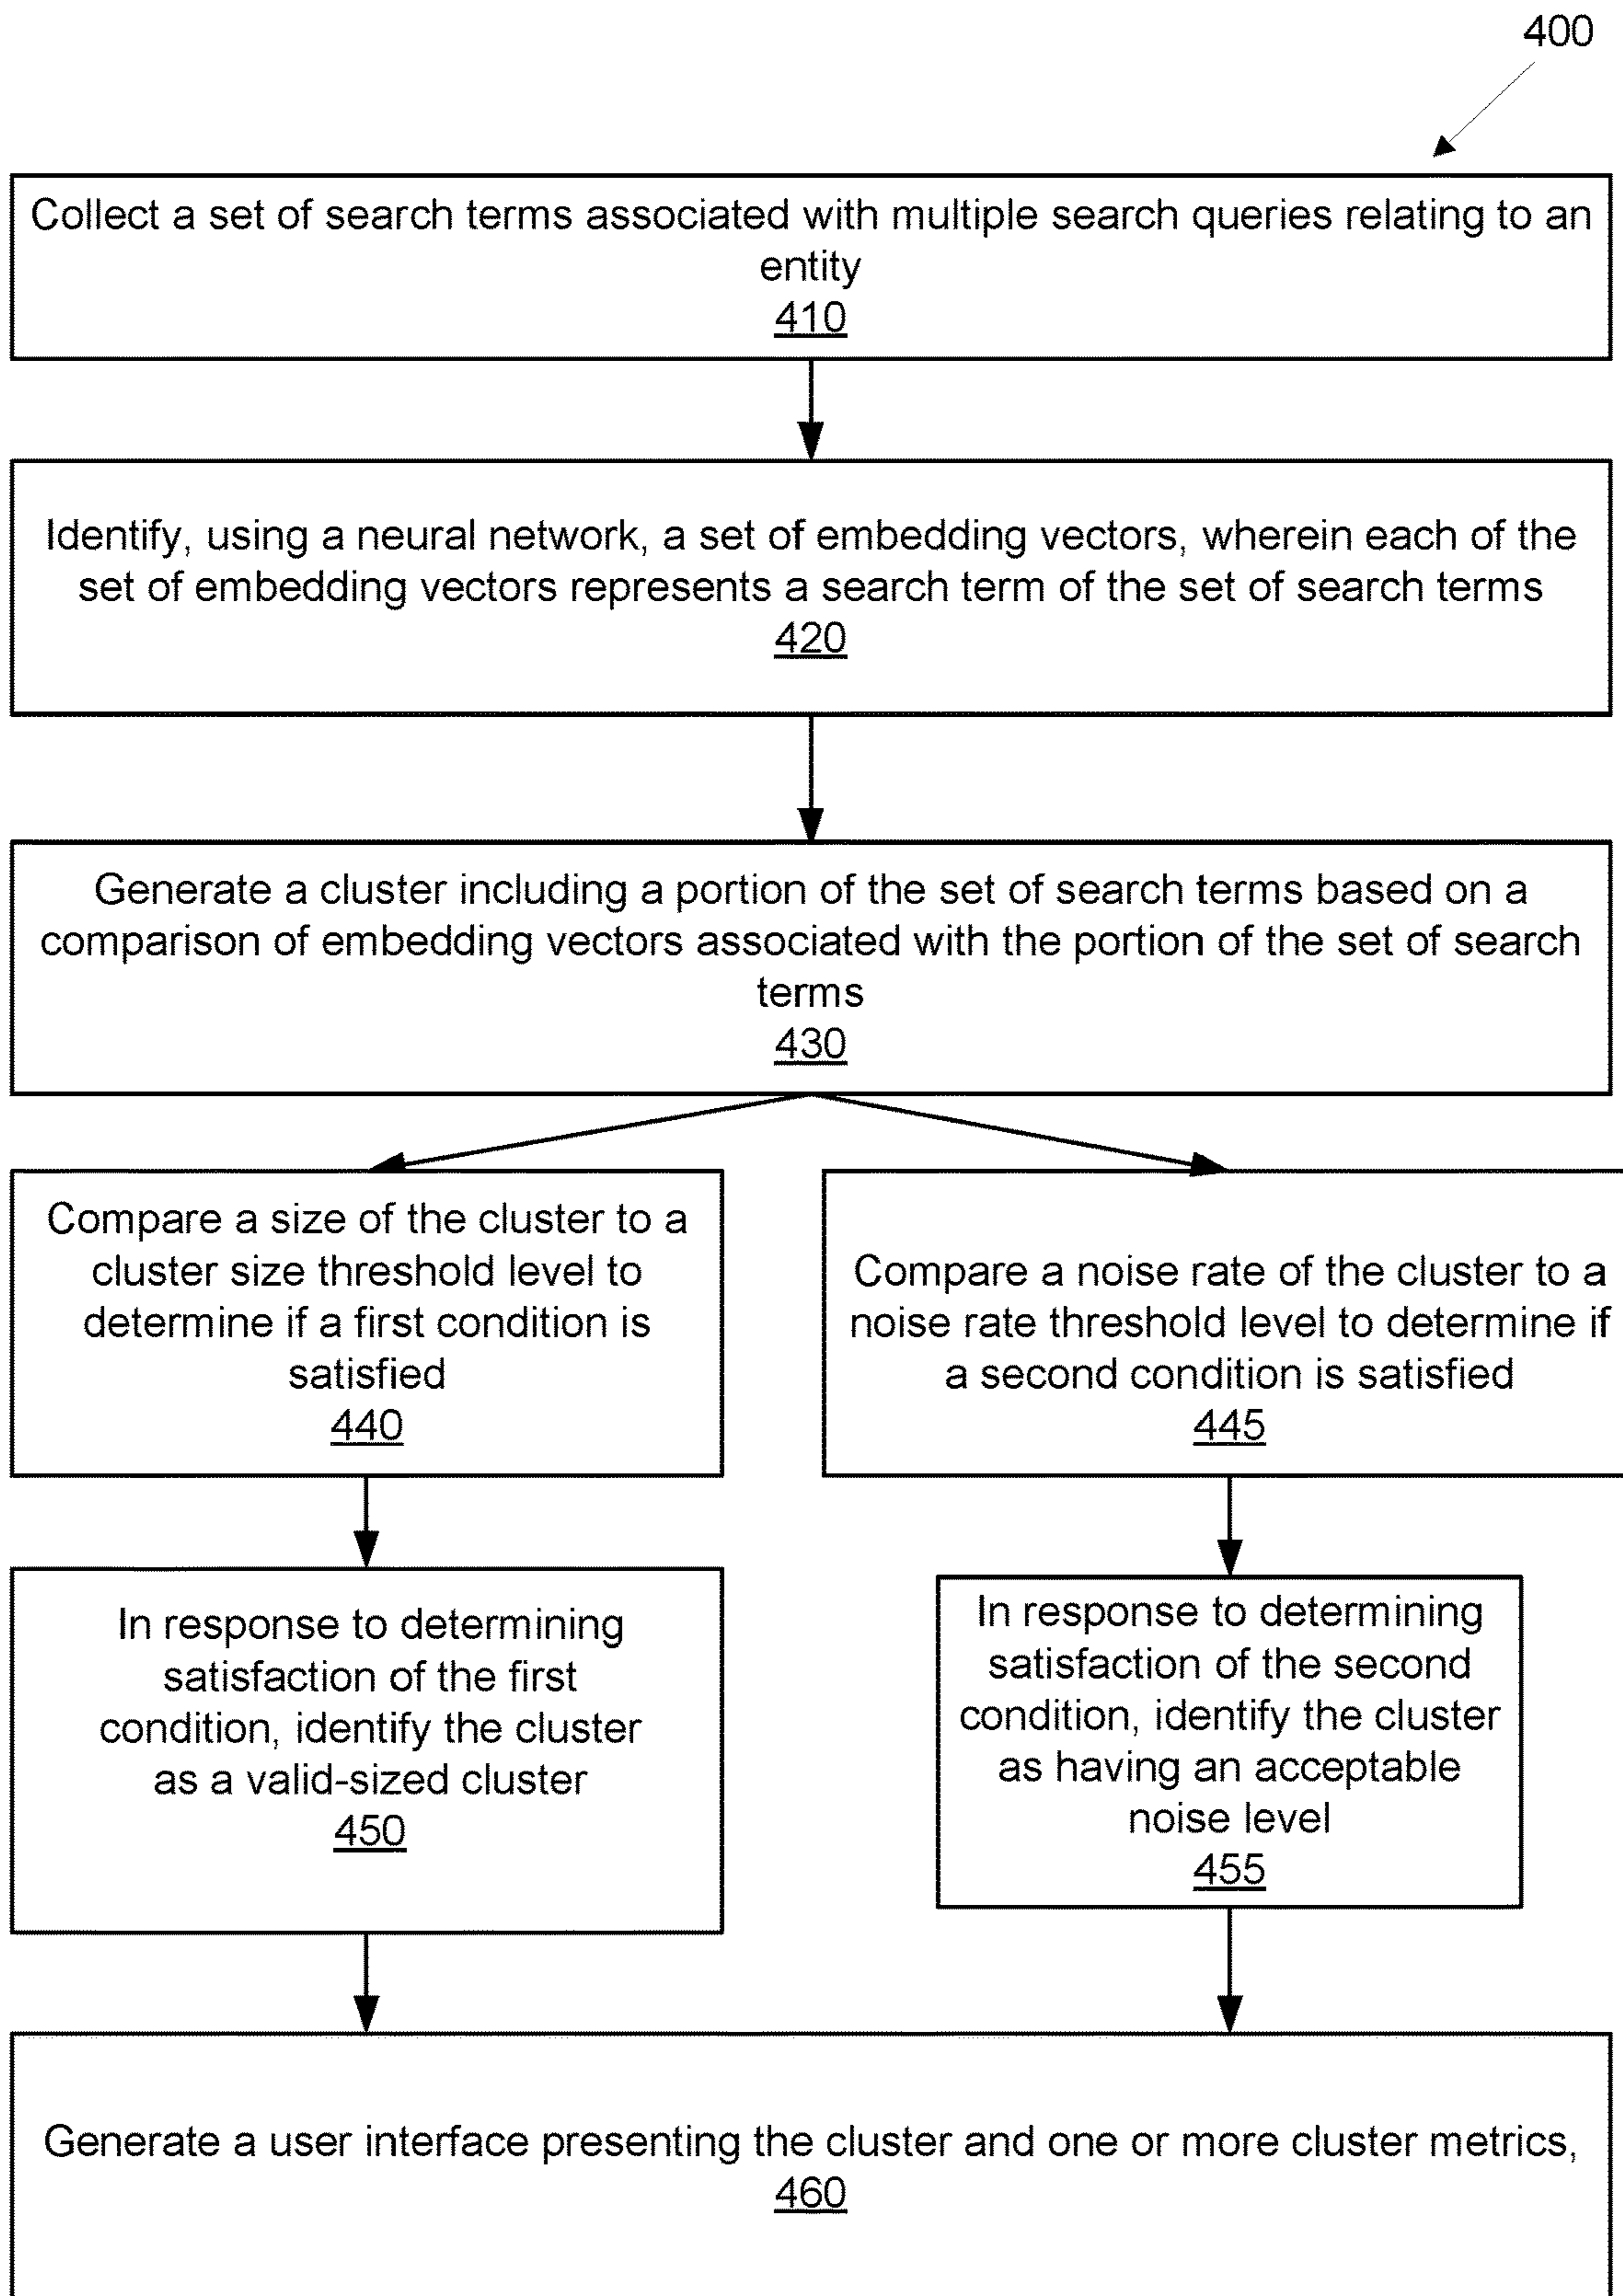 400
Collect a set of search terms associated with multiple search queries relating to an
entity
410
Identify, using a neural network, a set of embedding vectors, wherein each of the
set of embedding vectors represents a search term of the set of search terms
420
Generate a cluster including a portion of the set of search terms based on a
comparison of embedding vectors associated with the portion of the set of search
terms
430
Compare a size of the cluster to a
cluster size threshold level to
determine if a first condition is
satisfied
440
Compare a noise rate of the cluster to a
noise rate threshold level to determine if
a second condition is satisfied
445
In response to determining
satisfaction of the first
condition, identify the cluster
as a valid-sized cluster
450
In response to determining
satisfaction of the second
condition, identify the cluster
as having an acceptable
noise level
455
Generate a user interface presenting the cluster and one or more cluster metrics,
460